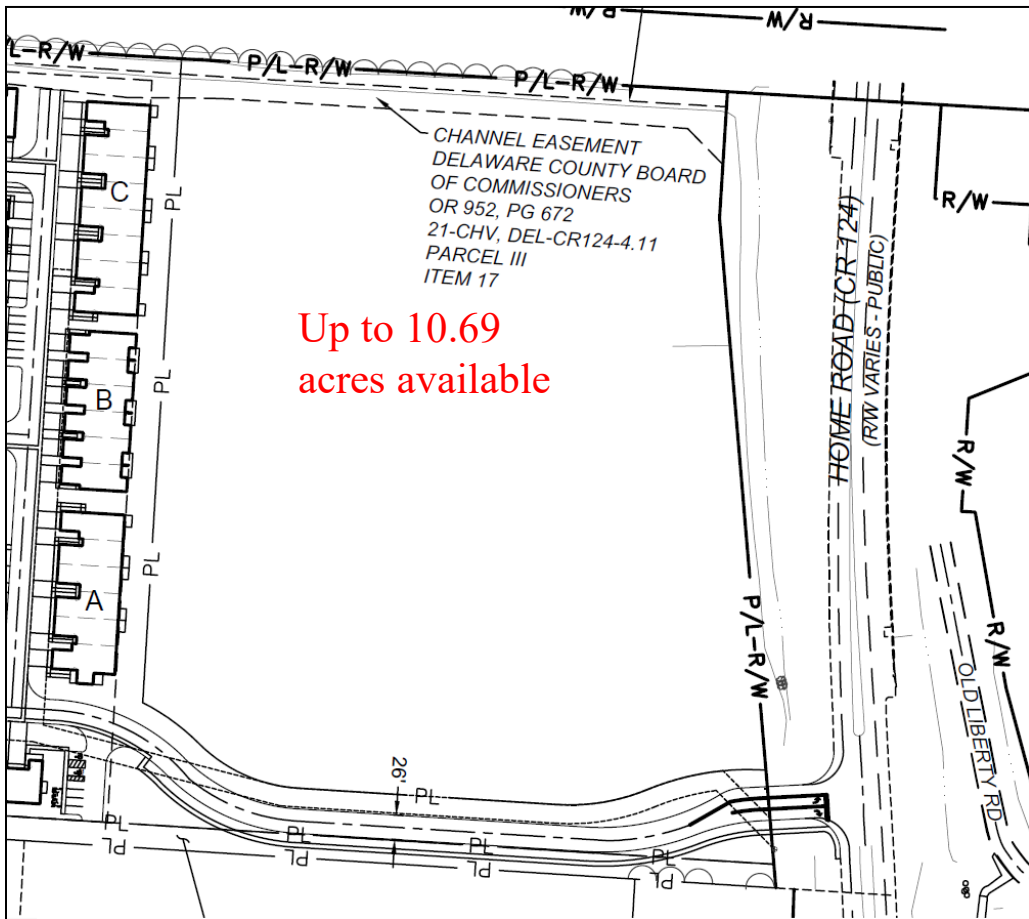 R/W
R/W
P/L-R/W
P/L-R/W
P/L-R/W
CHANNEL EASEMENT
DELAWARE COUNTY BOARD
OF COMMISSIONERS
OR 952, PG 672
21-CHV, DEL-CR124-4.11
PARCEL III
ITEM 17
R/W
C
PL
HOME ROAD (CR 124)
(R/W VARIES - PUBLIC)
Up to 10.69
acres available
PL
B
R/W
PL
A
P/L-R/W
R/W
OLD LIBERTY RD
26'
PL
PL
PL
PL
PL
PL
PL
PL
PL